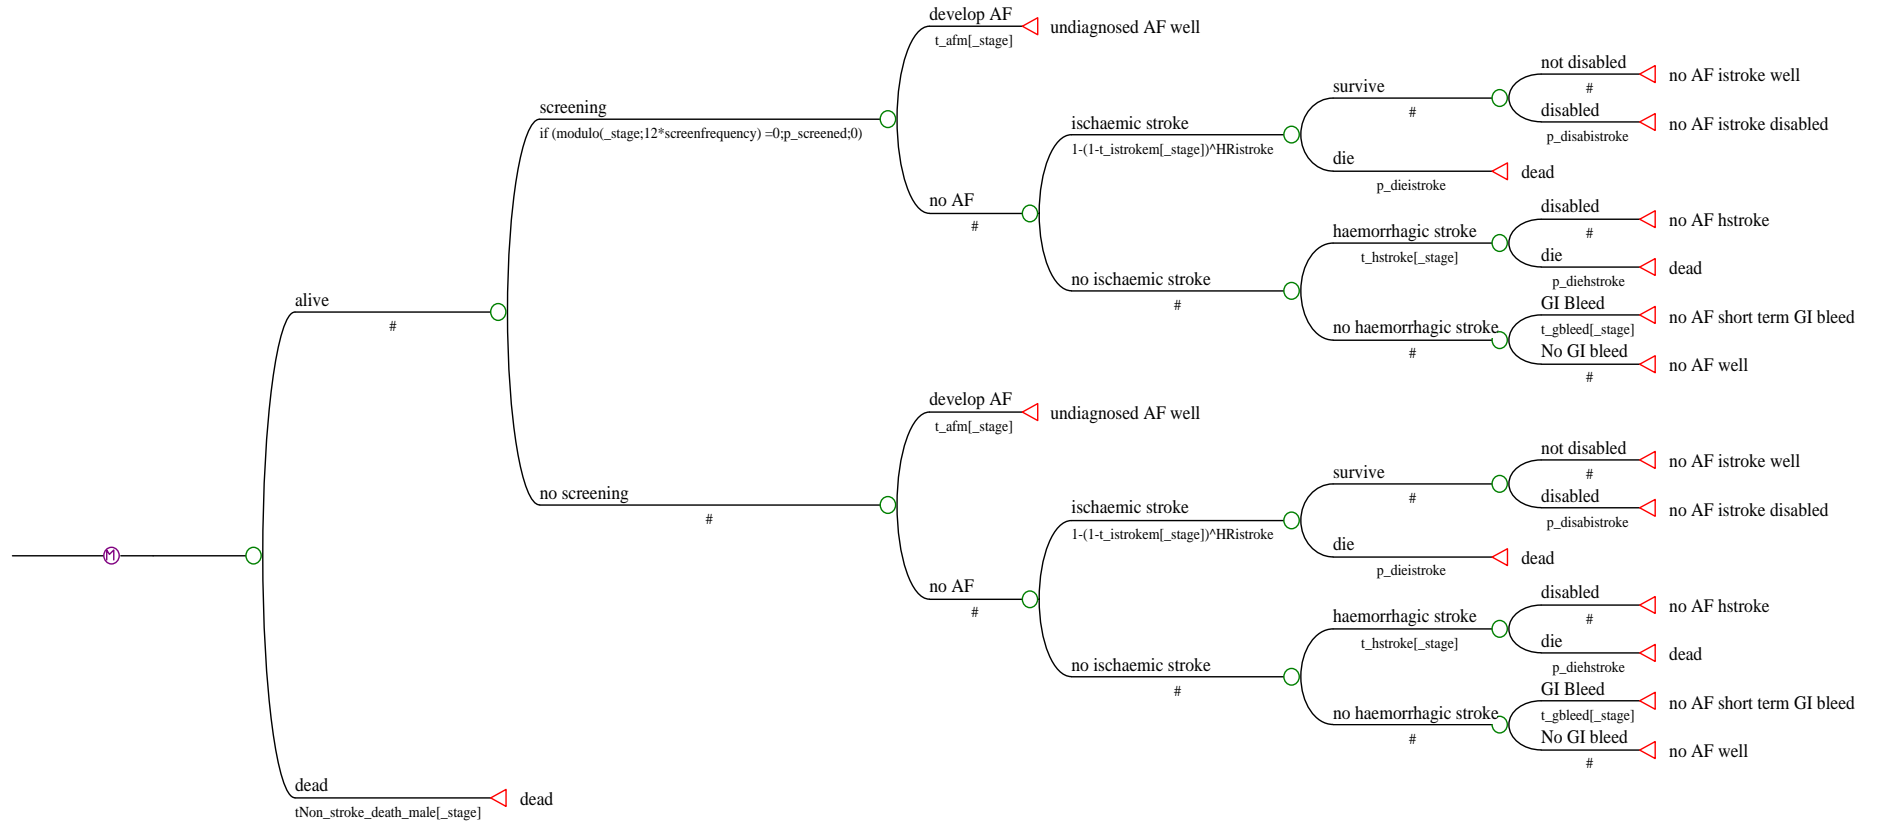 develop AF
t_afm[_stage]
undiagnosed AF well
screening
if (modulo(_stage;12*screenfrequency) =0;p_screened;0)
not disabled
#
no AF istroke well
survive
#
disabled
p_disabistroke
no AF istroke disabled
ischaemic stroke
1-(1-t_istrokem[_stage])^HRistroke
die
p_dieistroke
dead
no AF
#
disabled
#
no AF hstroke
haemorrhagic stroke
t_hstroke[_stage]
die
p_diehstroke
dead
no ischaemic stroke
#
GI Bleed
t_gbleed[_stage]
no AF short term GI bleed
no haemorrhagic stroke
#
No GI bleed
#
no AF well
alive
#
develop AF
t_afm[_stage]
undiagnosed AF well
no screening
#
not disabled
#
no AF istroke well
survive
#
disabled
p_disabistroke
no AF istroke disabled
ischaemic stroke
1-(1-t_istrokem[_stage])^HRistroke
die
p_dieistroke
dead
no AF
#
disabled
#
no AF hstroke
haemorrhagic stroke
t_hstroke[_stage]
die
p_diehstroke
dead
no ischaemic stroke
#
GI Bleed
t_gbleed[_stage]
no AF short term GI bleed
no haemorrhagic stroke
#
No GI bleed
#
no AF well
M
dead
tNon_stroke_death_male[_stage]
dead